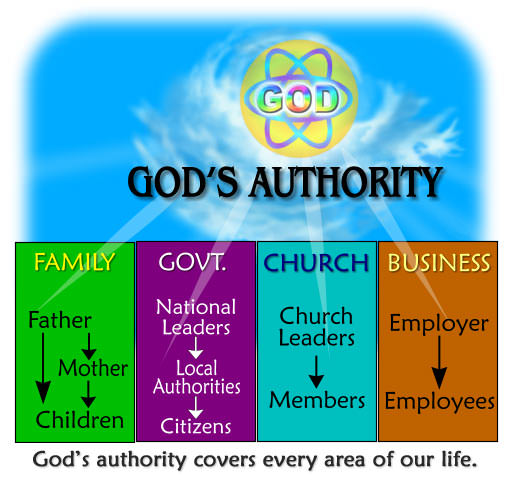 GOD
GOD'S AUTHORITY
FAMILY
Father
Mother
Children
GOVT.
National
Leaders
Local
Authorities
Citizens
CHURCH
Church
Leaders
Members
BUSINESS
Employer
Employees
God's authority covers every area of our life.